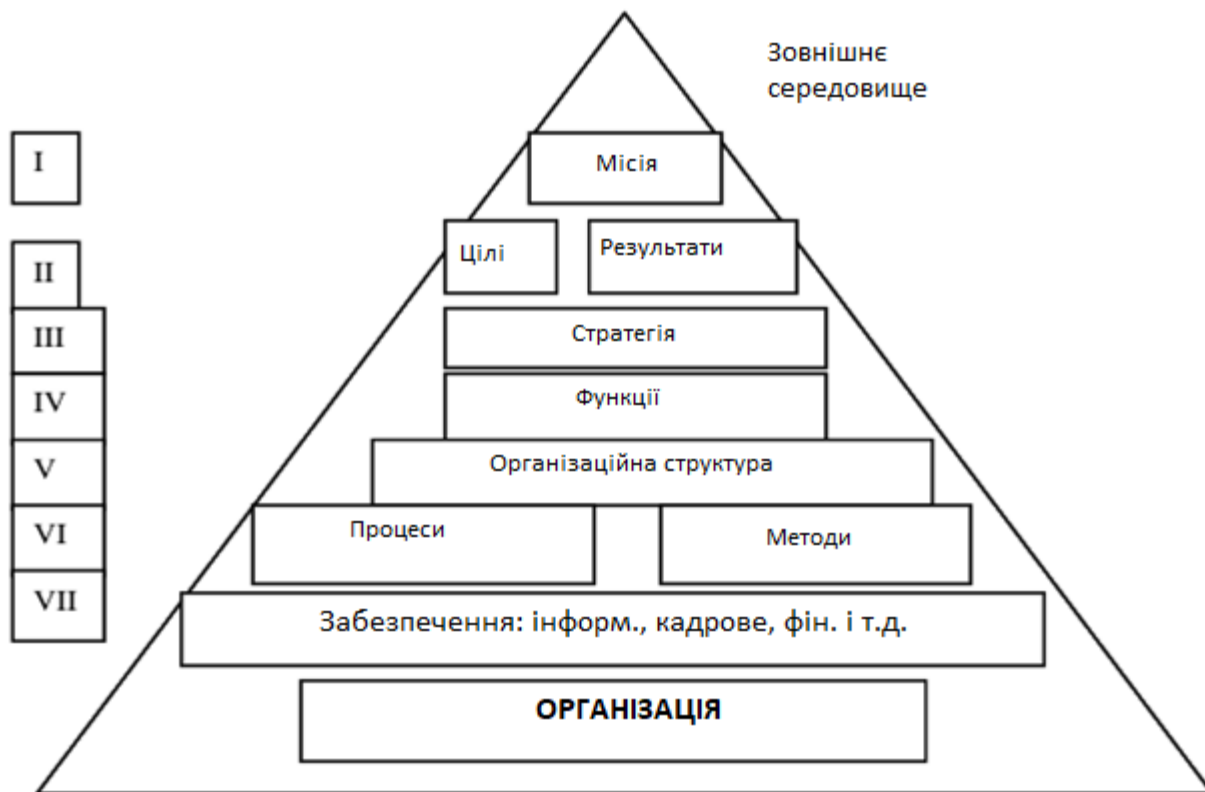 Зовнішнє
середовище
I
Місія
II
Цілі
Результати
III
Стратегія
IV
Функції
V
Організаційна структура
VI
Процеси
Методи
VII
Забезпечення: інформ., кадрове, фін. і т.д.
ОРГАНІЗАЦІЯ